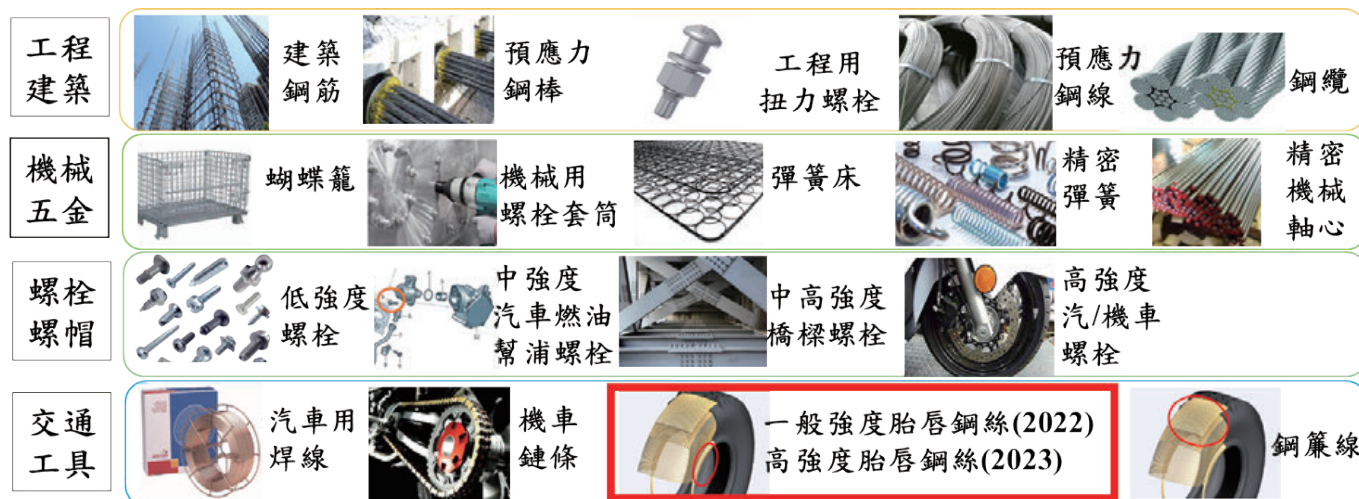 工程
建築
建築
鋼筋
預應力
鋼棒
工程用
扭力螺栓
預應力
鋼線
鋼纜
機械
五金
蝴蝶籠
機械用
螺栓套筒
彈簧床
精密
彈簧
精密
機械
軸心
螺栓
螺帽
低強度
螺栓
中強度
汽車燃油
幫浦螺栓
中高強度
橋樑螺栓
高強度
汽/機車
螺栓
交通
工具
汽車用
焊線
機車
鏈條
一般強度胎唇鋼絲(2022)
高強度胎唇鋼絲(2023)
鋼簾線